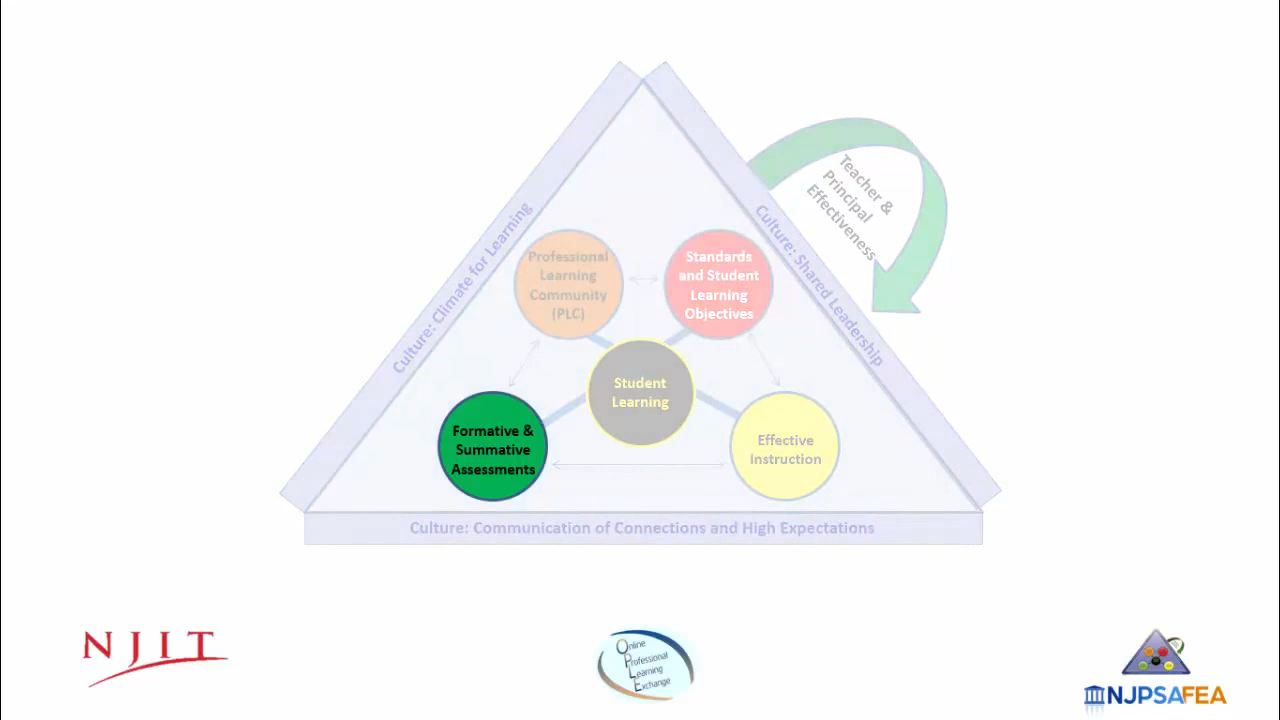 Teacher &
Principal
Effectiveness
Culture: Climate for Learning
Culture: Shared Leadership
Professional
Learning
Community
(PLC)
Standards
and Student
Learning
Objectives
Student
Learning
Formative &
Summative
Assessments
Effective
Instruction
Culture: Communication of Connections and High Expectations
NJIT
Online
Professional
Learning
Exchange
NJPSAFEA